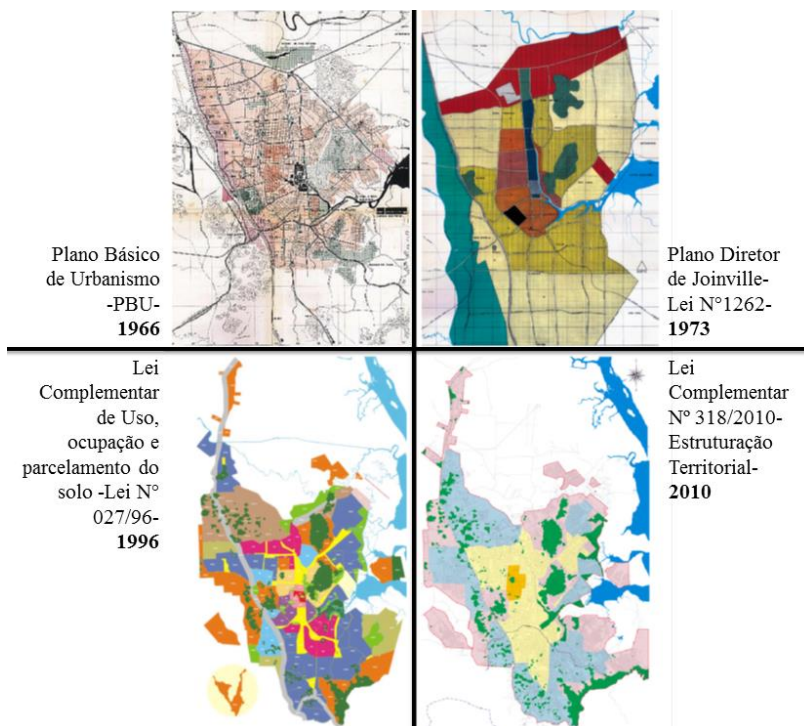 Plano Básico
de Urbanismo
-PBU-
1966
Plano Diretor
de Joinville-
Lei N°1262-
1973
Lei
Complementar
de Uso,
ocupação e
parcelamento do
solo -Lei N°
027/96-
1996
Lei
Complementar
Nº 318/2010-
Estruturação
Territorial-
2010